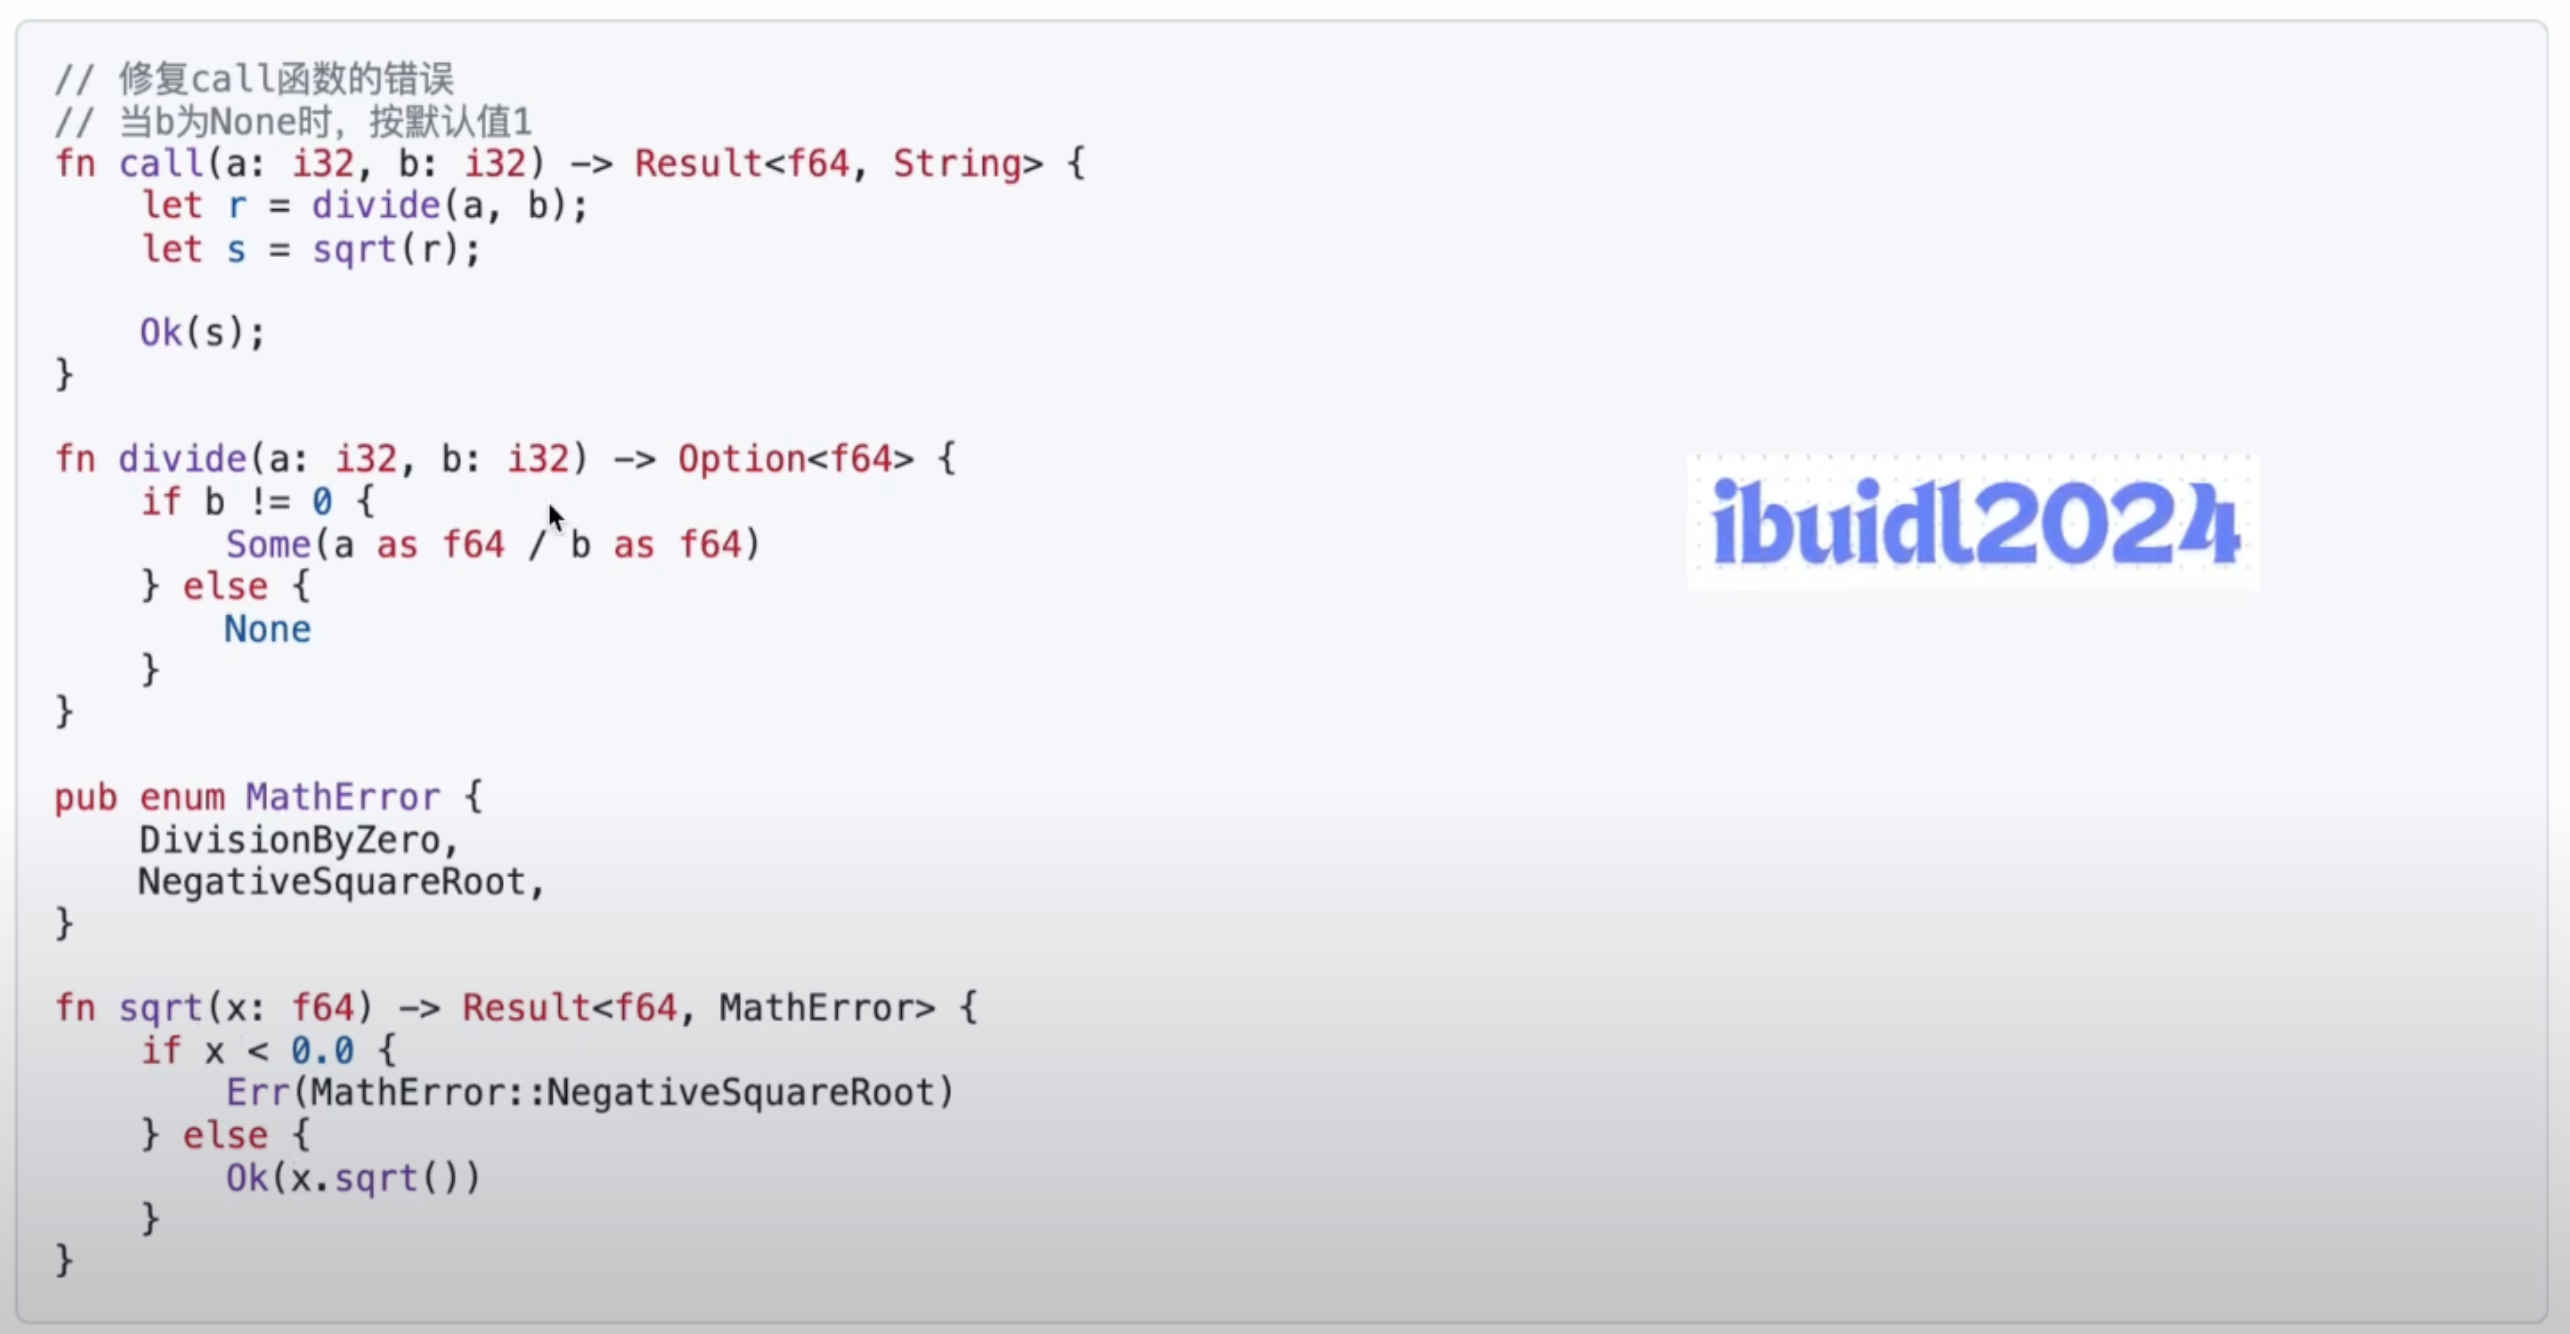 // 修复call函数的错误
// 当b为None时，按默认值1
fn call(a: i32, b: i32) -> Result<f64, String> {
    let r = divide(a, b);
    let s = sqrt(r);

    Ok(s);
}

fn divide(a: i32, b: i32) -> Option<f64> {
    if b != 0 {
        Some(a as f64 / b as f64)
    } else {
        None
    }
}

pub enum MathError {
    DivisionByZero,
    NegativeSquareRoot,
}

fn sqrt(x: f64) -> Result<f64, MathError> {
    if x < 0.0 {
        Err(MathError::NegativeSquareRoot)
    } else {
        Ok(x.sqrt())
    }
}
ibuidl2024